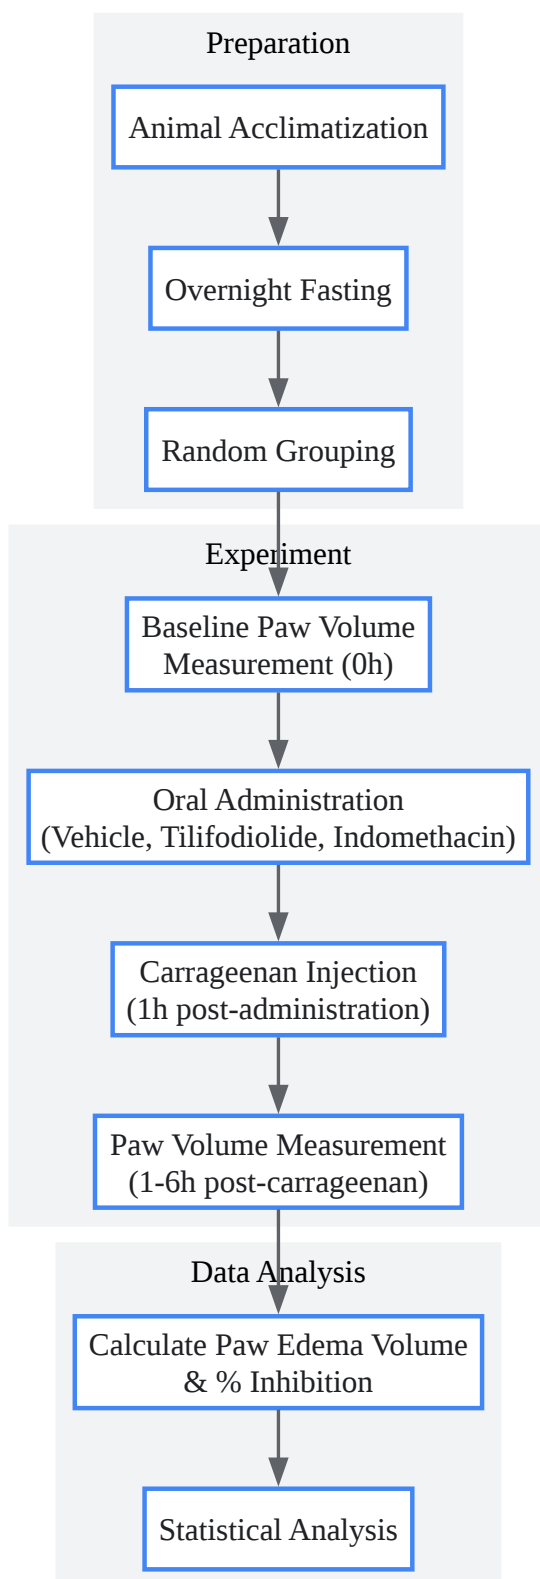 Preparation
Animal Acclimatization
Overnight Fasting
Random Grouping
Experiment
Baseline Paw Volume
Measurement (0h)
Oral Administration
(Vehicle, Tilifodiolide, Indomethacin)
Carrageenan Injection
(1h post-administration)
Paw Volume Measurement
(1-6h post-carrageenan)
Data Analysis
Calculate Paw Edema Volume
& % Inhibition
Statistical Analysis